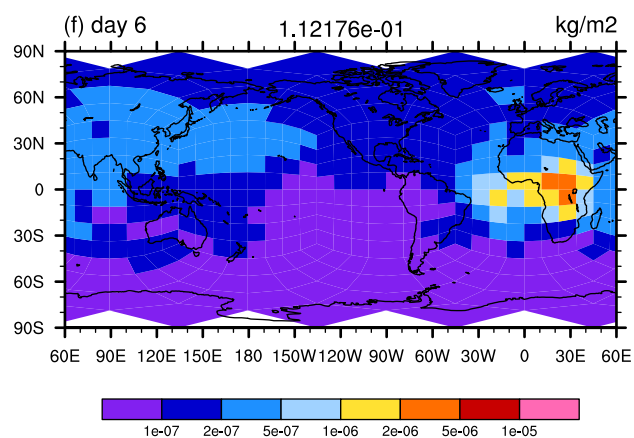 (f) day 6 1.12176e-01 kg/m2
90N
60N
30N
0
30S
60S
90S
60E 90E 120E 150E 180 150W 120W 90W 60W 30W 0 30E 60E
1e-07 2e-07 5e-07 1e-06 2e-06 5e-06 1e-05